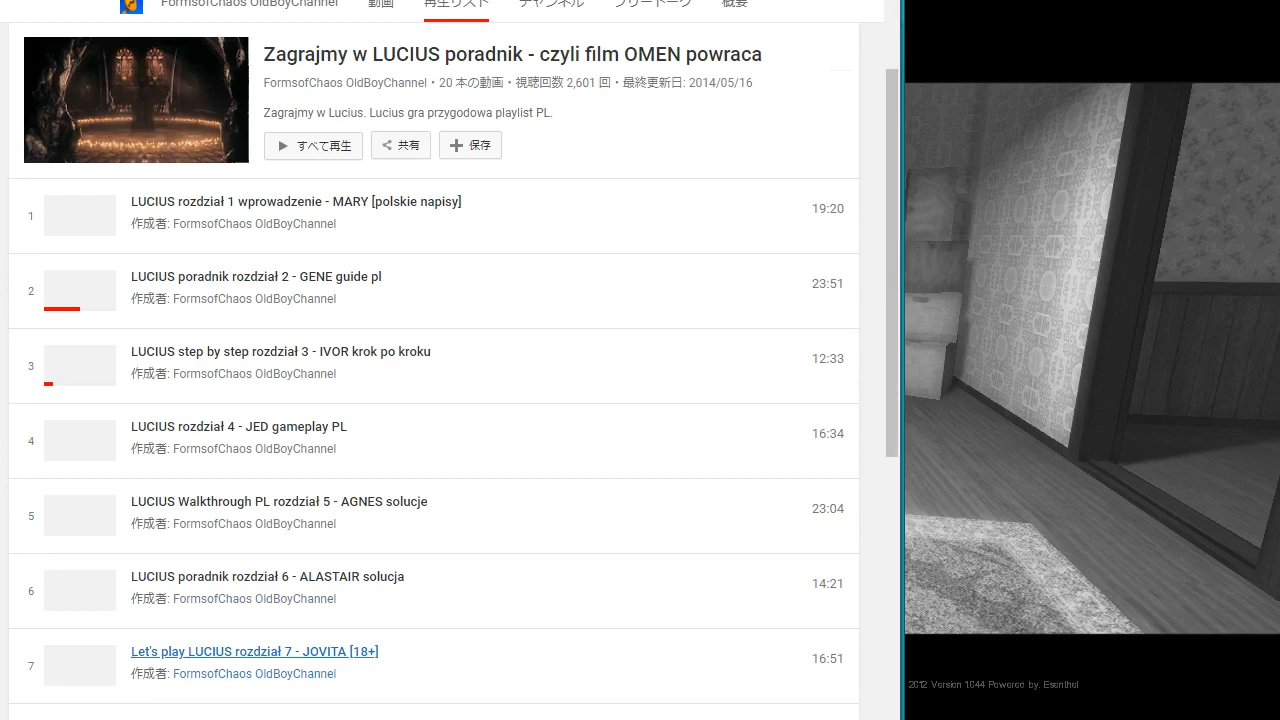 FormsofChaos OldBoyChannel 動画 再生リスト チャンネル フリートーク 概要
Zagrajmy w LUCIUS poradnik - czyli film OMEN powraca
FormsofChaos OldBoyChannel・20 本の動画・視聴回数 2,601 回・最終更新日: 2014/05/16
Zagrajmy w Lucius. Lucius gra przygodowa playlist PL.
すべて再生 共有 保存
1 LUCIUS rozdział 1 wprowadzenie - MARY [polskie napisy] 19:20
作成者: FormsofChaos OldBoyChannel
2 LUCIUS poradnik rozdział 2 - GENE guide pl 23:51
作成者: FormsofChaos OldBoyChannel
3 LUCIUS step by step rozdział 3 - IVOR krok po kroku 12:33
作成者: FormsofChaos OldBoyChannel
4 LUCIUS rozdział 4 - JED gameplay PL 16:34
作成者: FormsofChaos OldBoyChannel
5 LUCIUS Walkthrough PL rozdział 5 - AGNES solucje 23:04
作成者: FormsofChaos OldBoyChannel
6 LUCIUS poradnik rozdział 6 - ALASTAIR solucja 14:21
作成者: FormsofChaos OldBoyChannel
7 Let's play LUCIUS rozdział 7 - JOVITA [18+] 16:51
作成者: FormsofChaos OldBoyChannel
2012 Version 1.044 Powered by: Esenthel